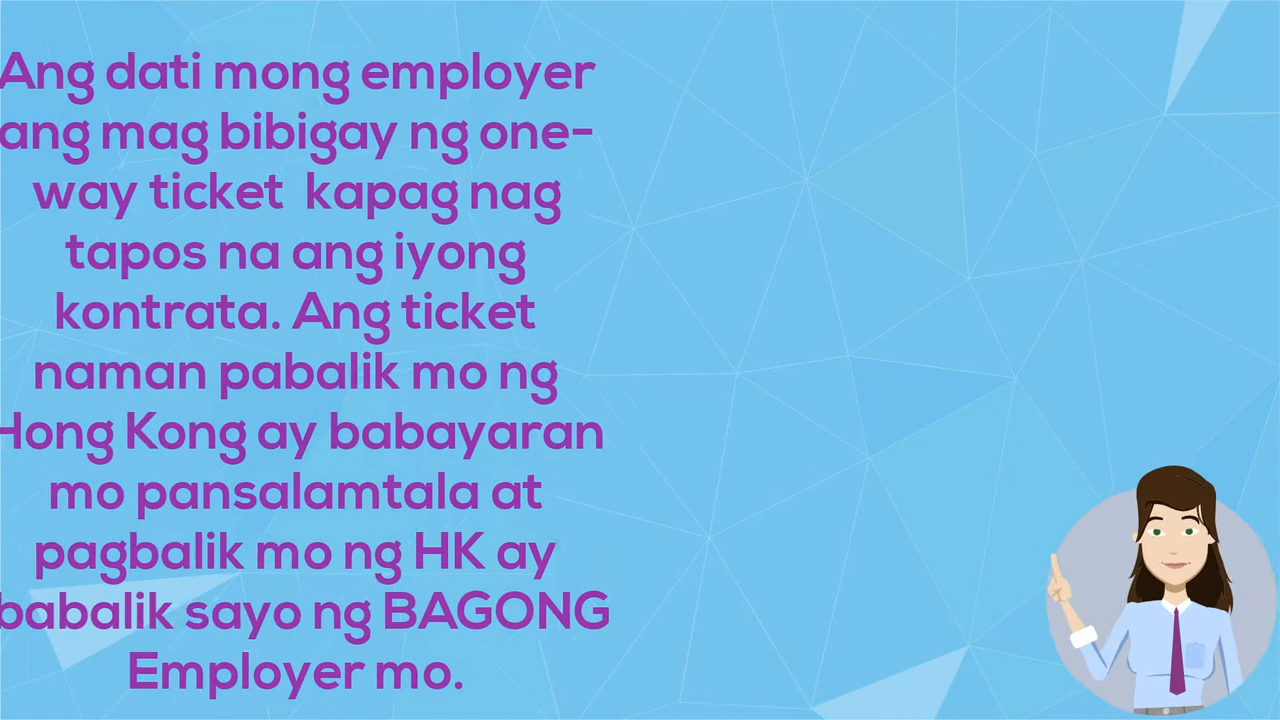 Ang dati mong employer
ang mag bibigay ng one-
way ticket  kapag nag
tapos na ang iyong
kontrata. Ang ticket
naman pabalik mo ng
Hong Kong ay babayaran
mo pansalamtala at
pagbalik mo ng HK ay
babalik sayo ng BAGONG
Employer mo.